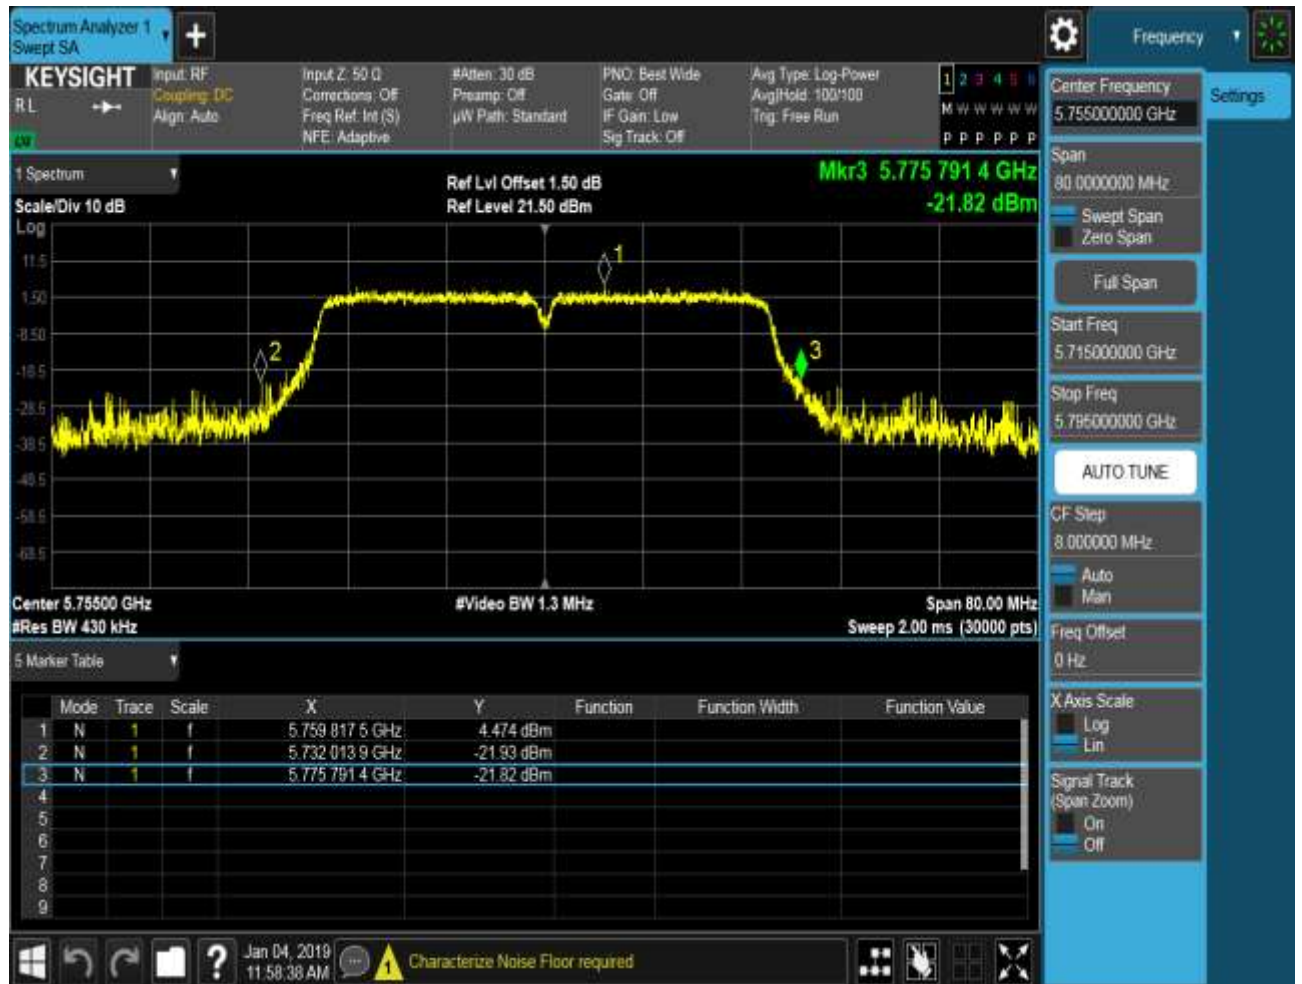 Spectrum Analyzer 1
Swept SA
+
Frequency
KEYSIGHT
RL
Input: RF
Coupling: DC
Align: Auto
Input Z: 50 Ω
Corrections: Off
Freq Ref: Int (S)
NFE: Adaptive
#Atten: 30 dB
Preamp: Off
µW Path: Standard
PNO: Best Wide
Gate: Off
IF Gain: Low
Sig Track: Off
Avg Type: Log-Power
Avg|Hold: 100/100
Trig: Free Run
1 2 3 4 5 6
M W W W W W
P P P P P P
Center Frequency
5.755000000 GHz
Settings
Span
80.0000000 MHz
Swept Span
Zero Span
Full Span
Start Freq
5.715000000 GHz
Stop Freq
5.795000000 GHz
AUTO TUNE
CF Step
8.000000 MHz
Auto
Man
Freq Offset
0 Hz
X Axis Scale
Log
Lin
Signal Track
(Span Zoom)
On
Off
1 Spectrum
Scale/Div 10 dB
Ref Lvl Offset 1.50 dB
Ref Level 21.50 dBm
Mkr3 5.775 791 4 GHz
-21.82 dBm
Log
11.5
1.50
-8.50
-18.5
-28.5
-38.5
-48.5
-58.5
-68.5
1
2
3
Center 5.75500 GHz
#Video BW 1.3 MHz
Span 80.00 MHz
#Res BW 430 kHz
Sweep 2.00 ms (30000 pts)
5 Marker Table
Mode Trace Scale X Y Function Function Width Function Value
1 N 1 f 5.759 817 5 GHz 4.474 dBm
2 N 1 f 5.732 013 9 GHz -21.93 dBm
3 N 1 f 5.775 791 4 GHz -21.82 dBm
4
5
6
7
8
9
?
Jan 04, 2019
11:58:38 AM
1
Characterize Noise Floor required